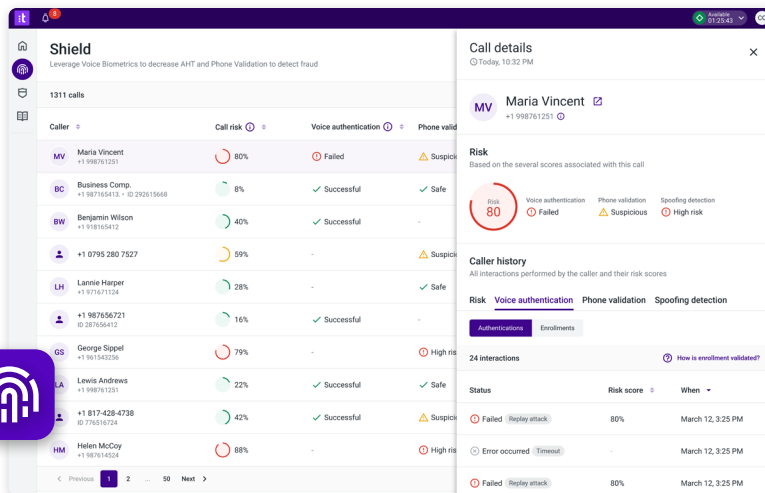 :t
8
Available
01:25:43
Shield
Leverage Voice Biometrics to decrease AHT and Phone Validation to detect fraud
1311 calls
Caller Call risk Voice authentication Phone valid
MV Maria Vincent 80% Failed
+1 998761251
BC Business Comp. 8% Successful Safe
+1 987165413. • ID 292615668
BW Benjamin Wilson 40% Successful -
+1 918165412
+1 0795 280 7527 59% -
LH Lannie Harper 28% - Safe
+1 971671124
+1 987656721 16% Successful -
ID 287656412
GS George Sippel 79% - High ris
+1 961543256
LA Lewis Andrews 22% Successful Safe
+1 998761251
+1 817-428-4738 42% Successful
ID 776516724
HM Helen McCoy 88% - High ris
+1 987614524
Previous 1 2 ... 50 Next
Call details
Today, 10:32 PM
MV Maria Vincent
+1 998761251
Risk
Based on the several scores associated with this call
Risk
80
Voice authentication Phone validation Spoofing detection
Failed Suspicious High risk
Caller history
All interactions performed by the caller and their risk scores
Risk Voice authentication Phone validation Spoofing detection
Authentications Enrollments
24 interactions How is enrollment validated?
Status Risk score When
Failed Replay attack 80% March 12, 3:25 PM
Error occurred Timeout - March 12, 3:25 PM
Failed Replay attack 80% March 12, 3:25 PM